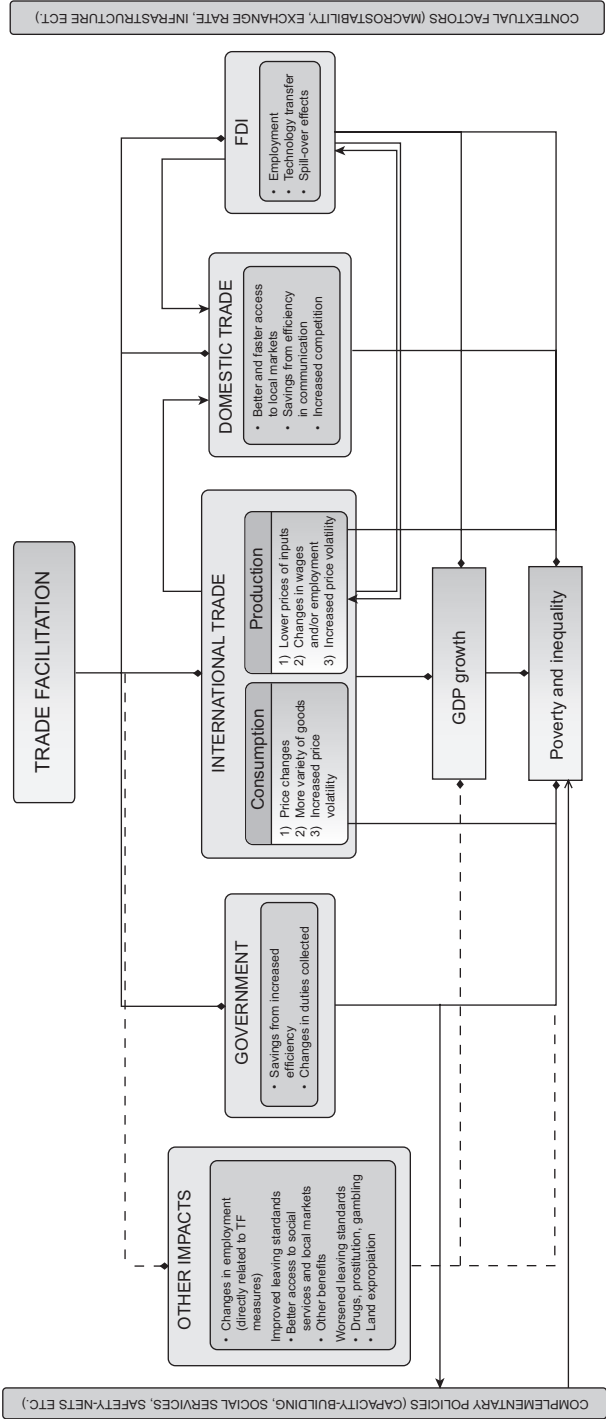 TRADE FACILITATION
OTHER IMPACTS
• Changes in employment
(directly related to TF
measures)
Improved leaving stardands
• Better access to social
services and local markets
• Other benefits
Worsened leaving standards
• Drugs, prostitution, gambling
• Land expropiation
GOVERNMENT
• Savings from increased
efficiency
• Changes in duties collected
INTERNATIONAL TRADE
Consumption
1) Price changes
2) More variety of goods
3) Increased price
volatility
Production
1) Lower prices of inputs
2) Changes in wages
and/or employment
3) Increased price volatility
DOMESTIC TRADE
• Better and faster access
to local markets
• Savings from efficiency
in communication
• Increased competition
FDI
• Employment
• Technology transfer
• Spill-over effects
GDP growth
Poverty and inequality
COMPLEMENTARY POLICIES (CAPACITY-BUILDING, SOCIAL SERVICES, SAFETY-NETS ETC.)
CONTEXTUAL FACTORS (MACROSTABILITY, EXCHANGE RATE, INFRASTRUCTURE ECT.)